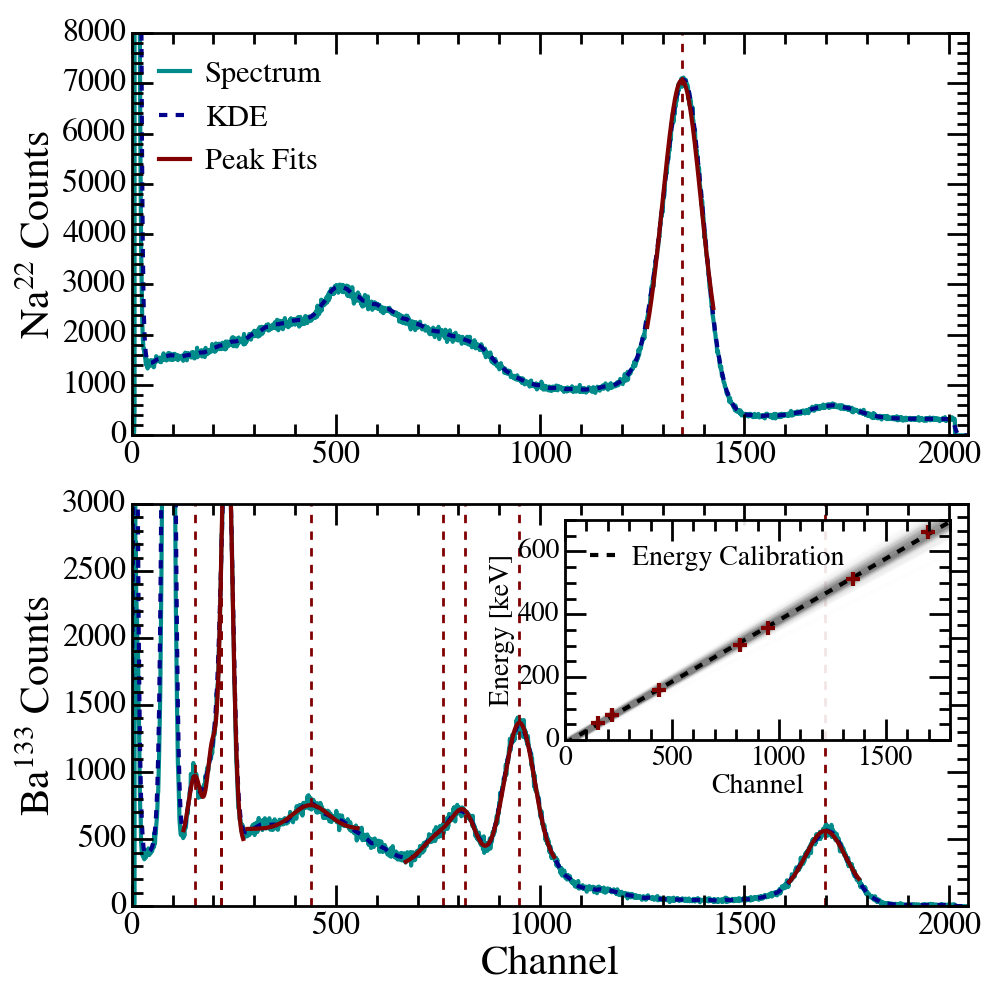 8000
7000
6000
5000
4000
3000
2000
1000
0
Na²² Counts
Spectrum
KDE
Peak Fits
0 500 1000 1500 2000
3000
2500
2000
1500
1000
500
0
Ba¹³³ Counts
Energy Calibration
600
400
200
0
Energy [keV]
0 500 1000 1500
Channel
0 500 1000 1500 2000
Channel